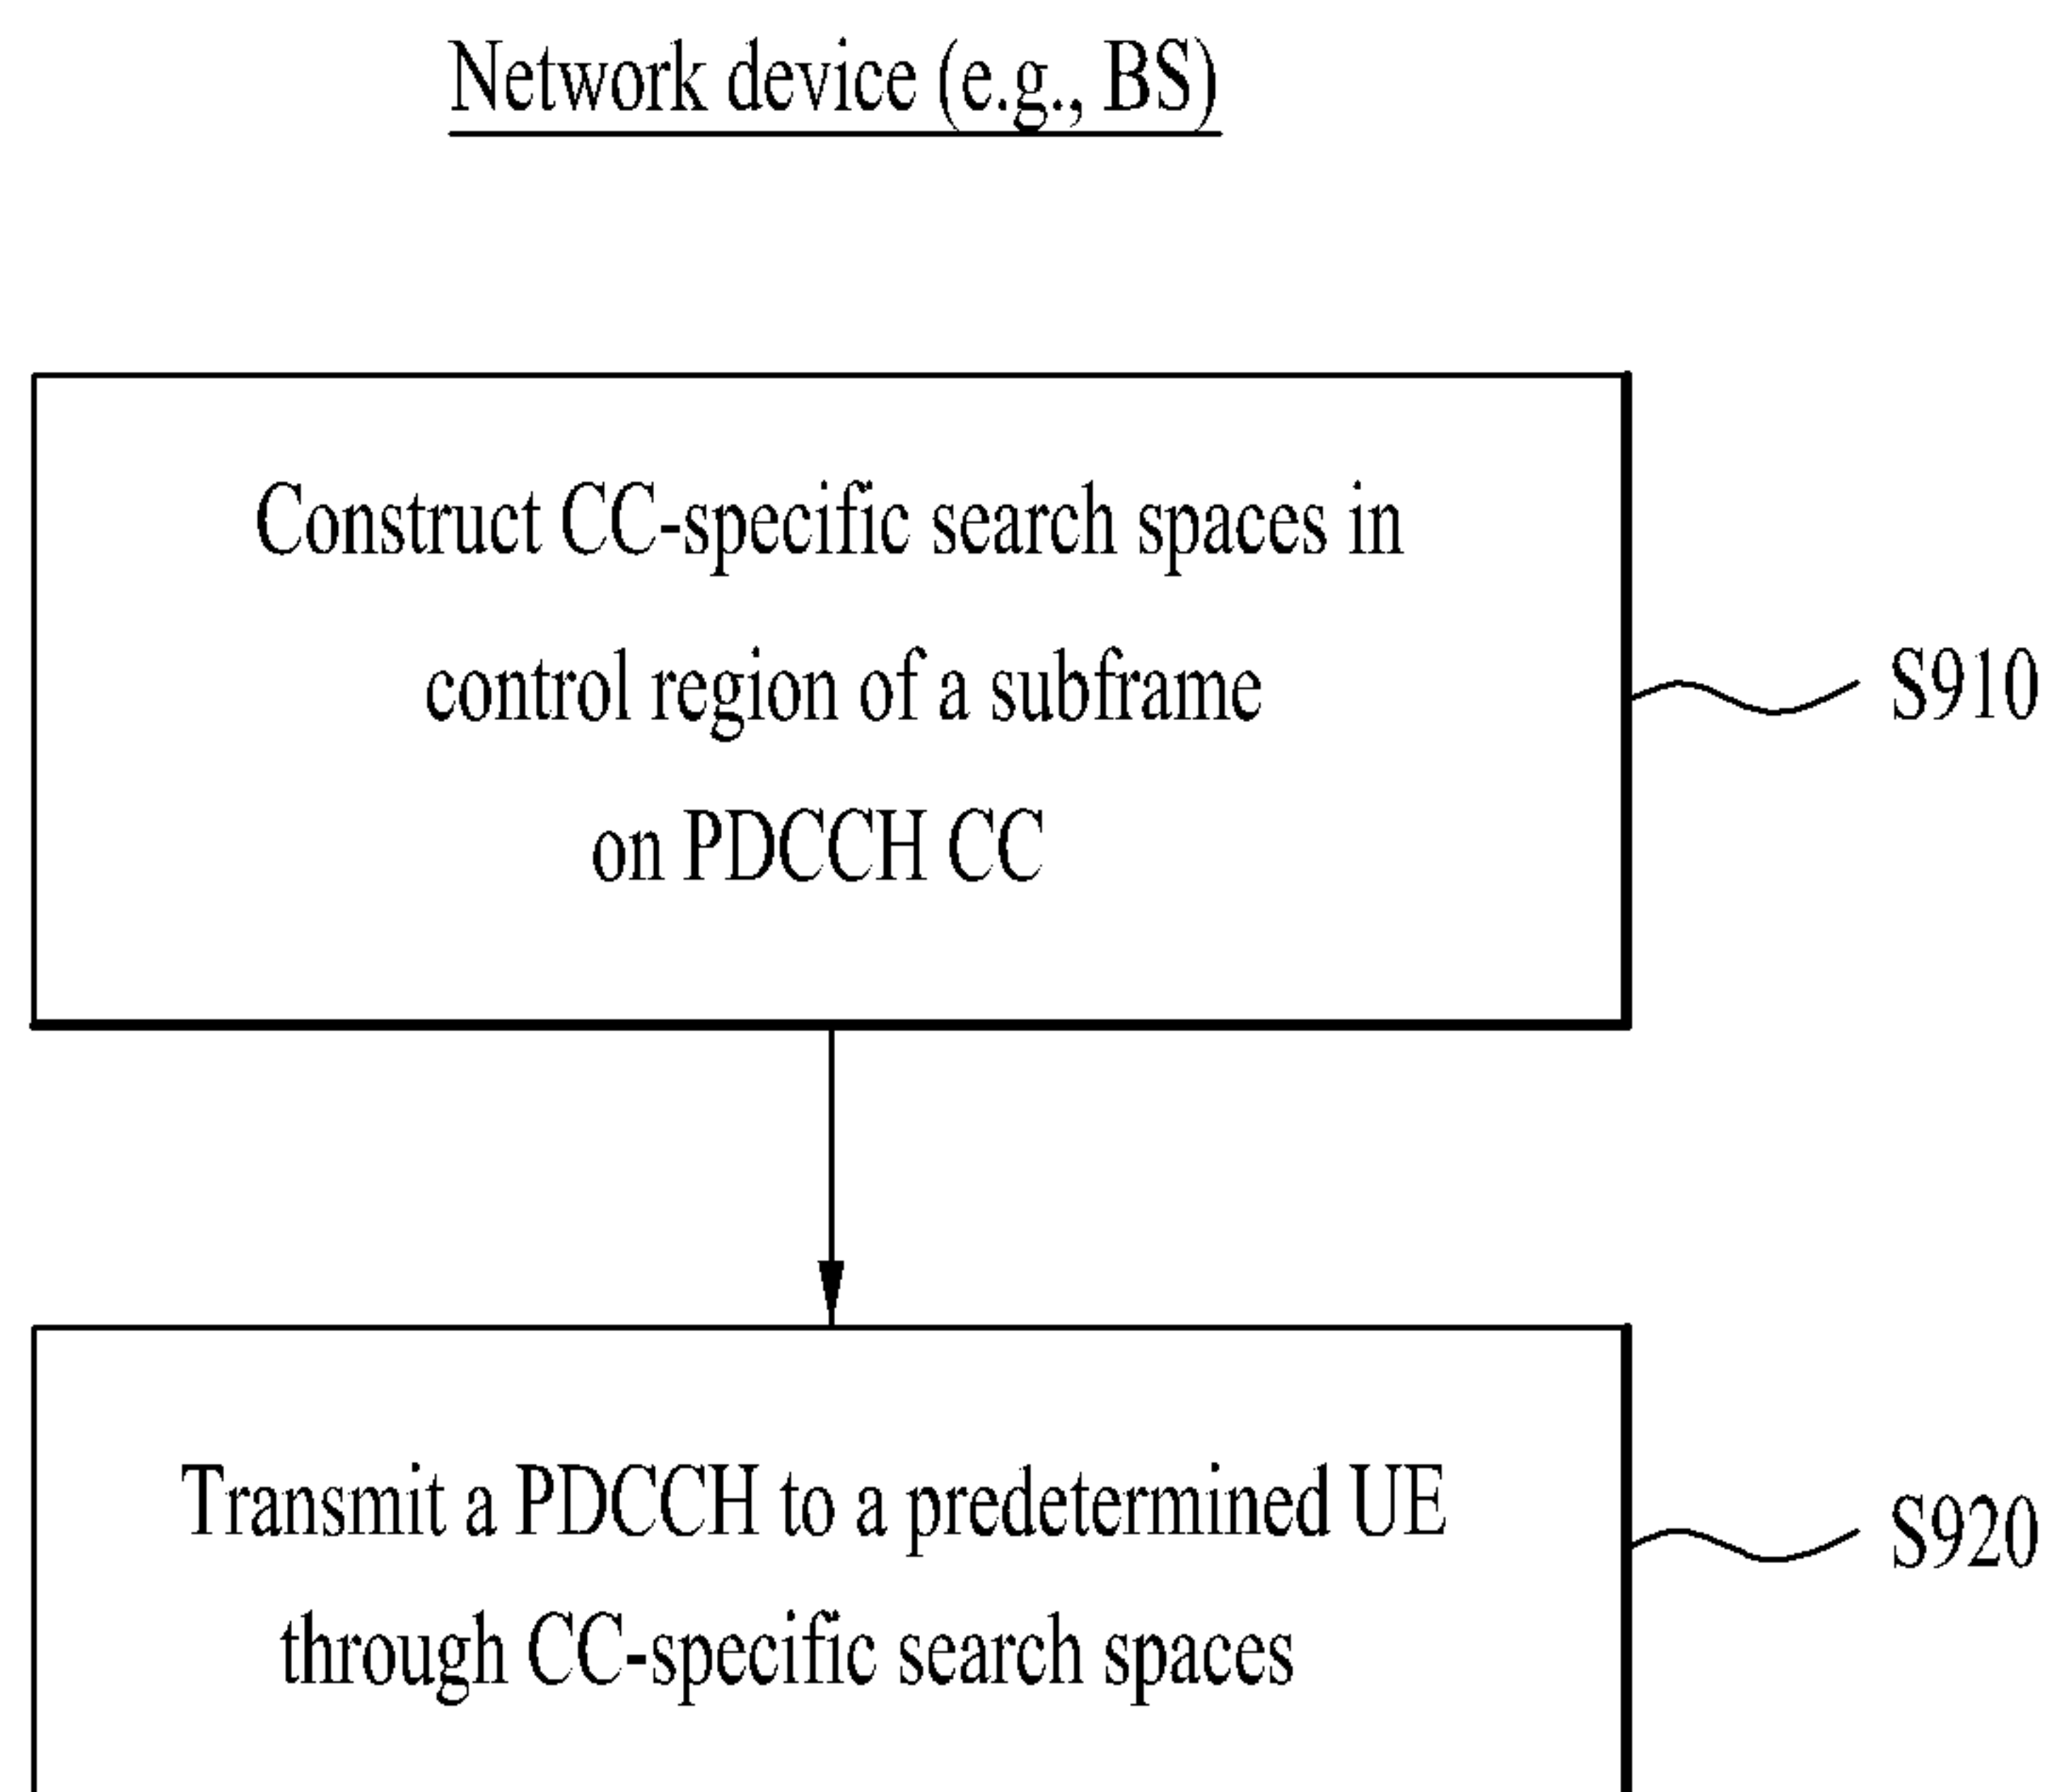 Network device (e.g., BS)
Construct CC-specific search spaces in
control region of a subframe
on PDCCH CC
S910
Transmit a PDCCH to a predetermined UE
through CC-specific search spaces
S920